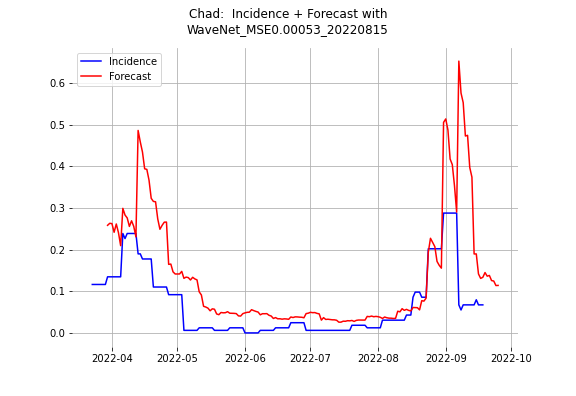 Chad:  Incidence + Forecast with
WaveNet_MSE0.00053_20220815
Incidence
Forecast
0.6
0.5
0.4
0.3
0.2
0.1
0.0
2022-04 2022-05 2022-06 2022-07 2022-08 2022-09 2022-10